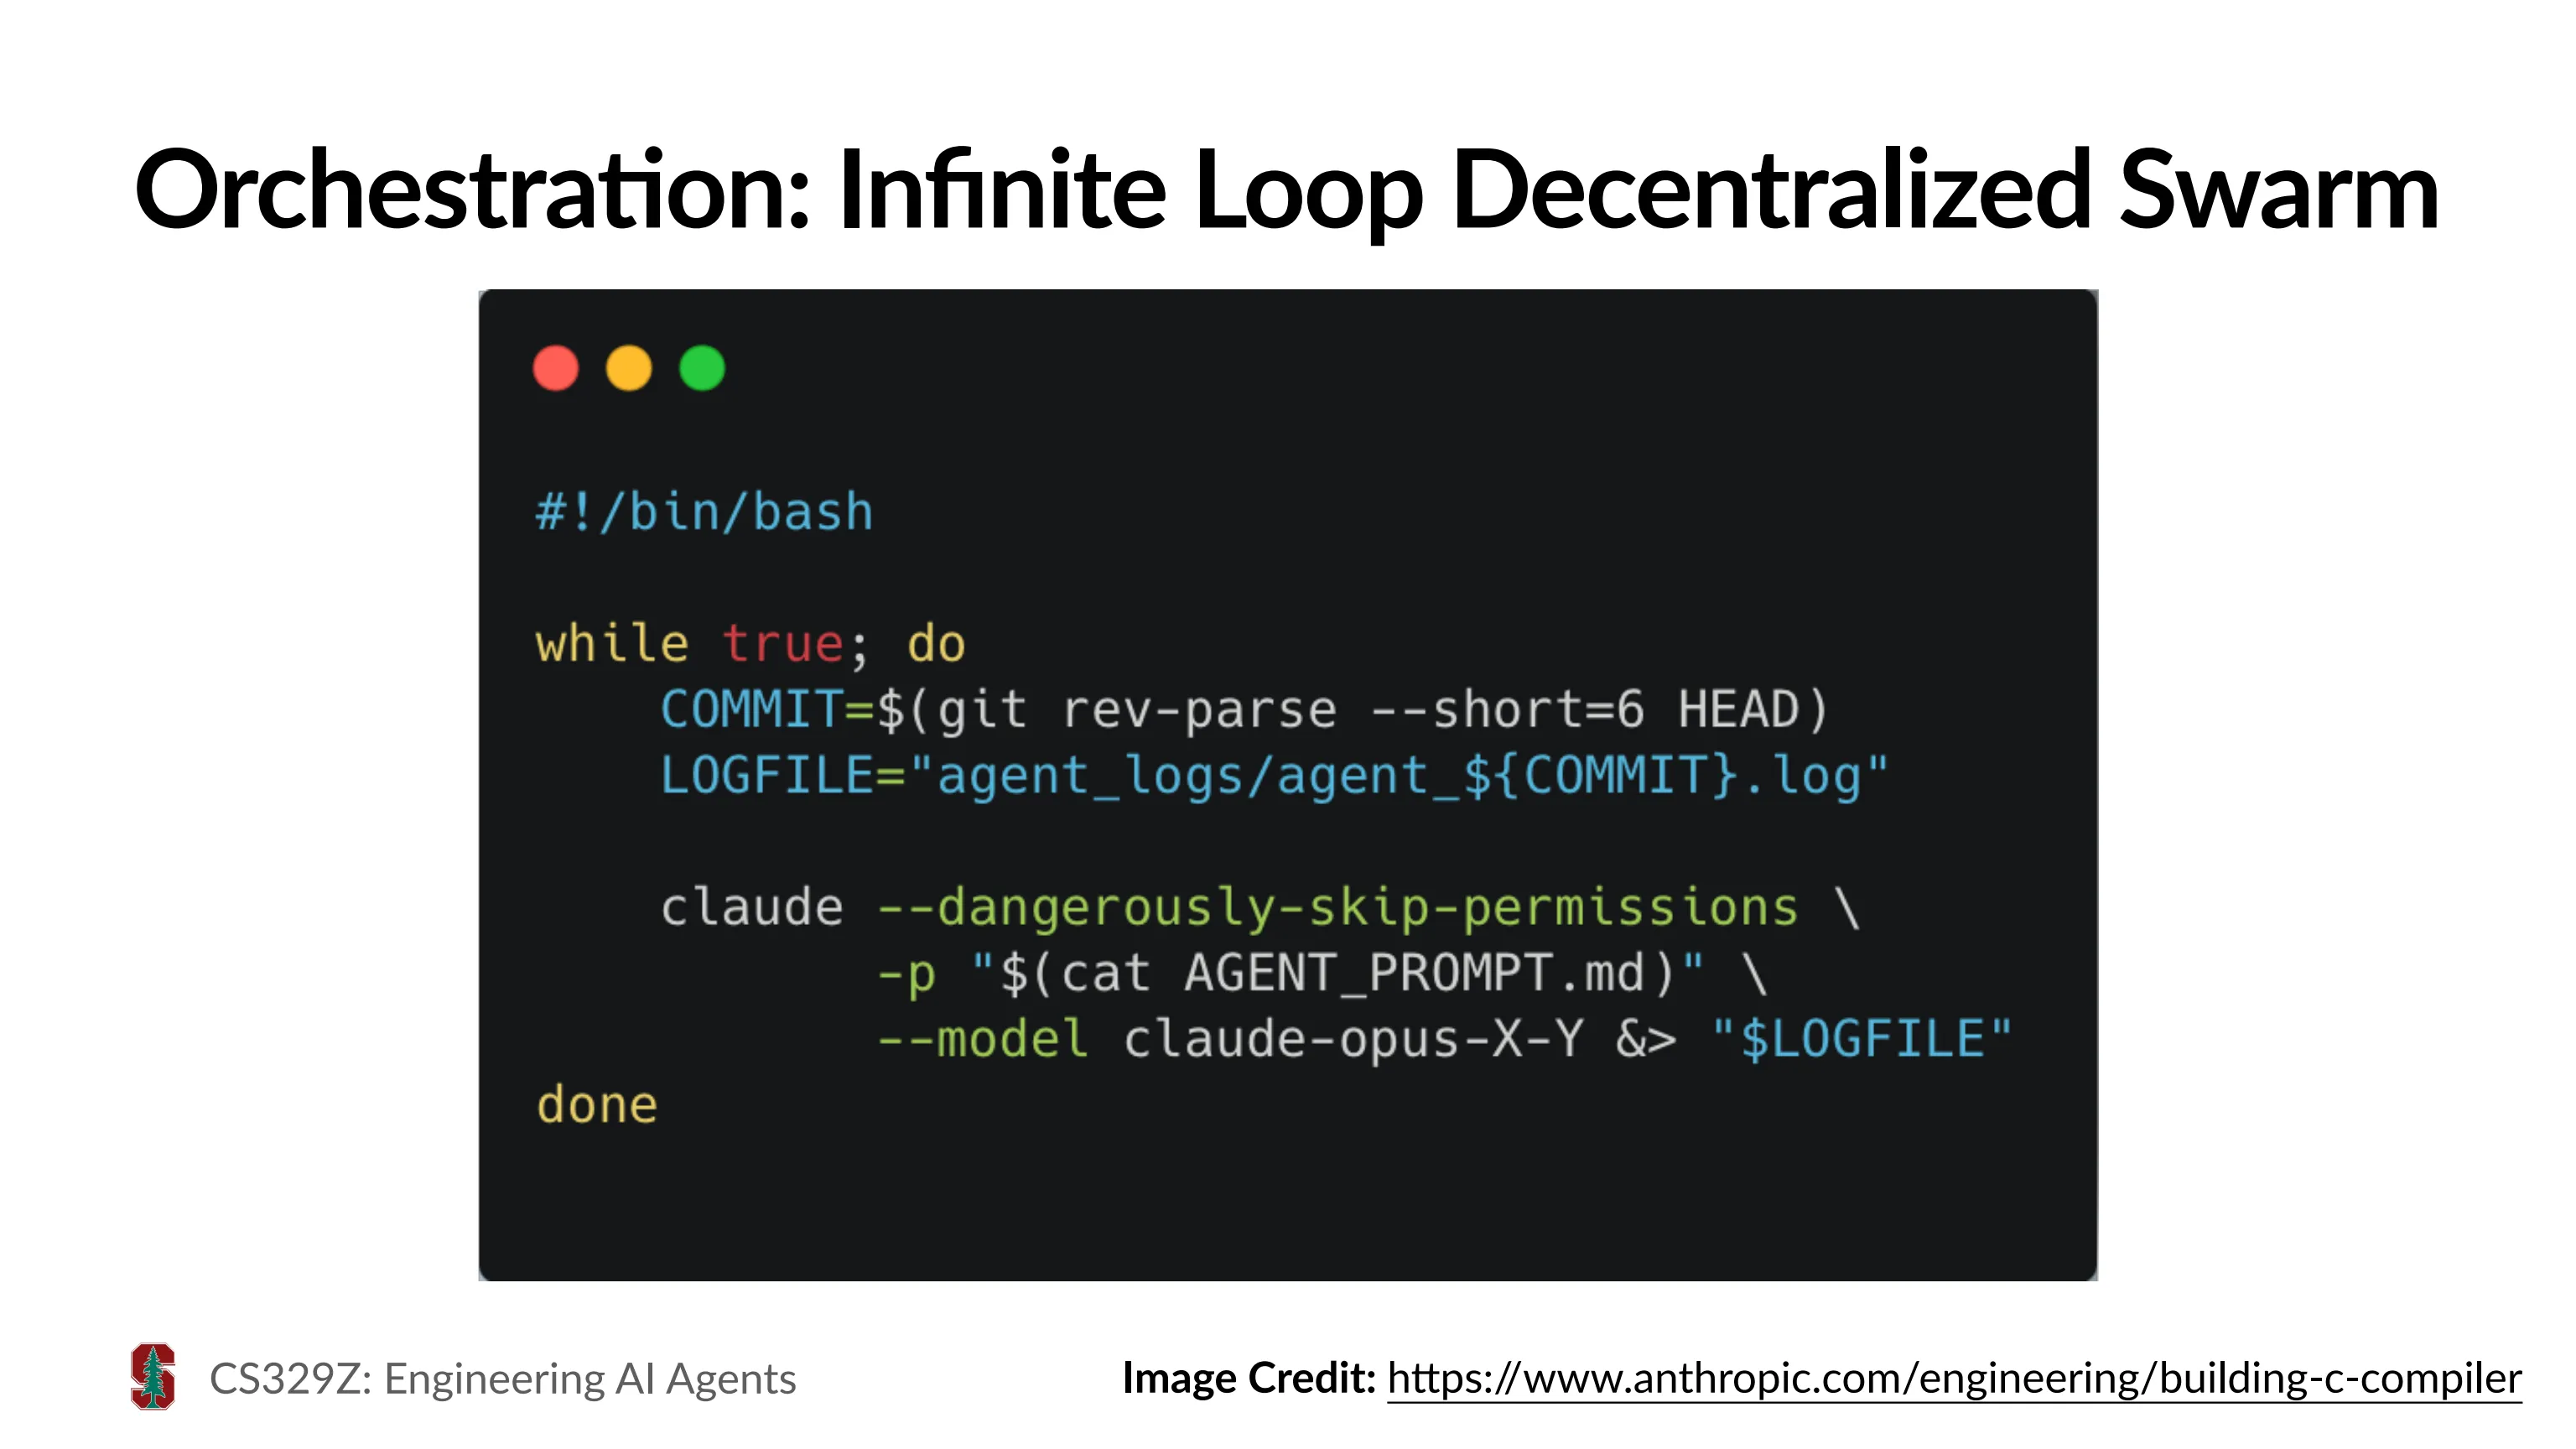 Orchestration: Infinite Loop Decentralized Swarm
#!/bin/bash
while true; do
    COMMIT=$(git rev-parse --short=6 HEAD)
    LOGFILE="agent_logs/agent_${COMMIT}.log"
    claude --dangerously-skip-permissions \
           -p "$(cat AGENT_PROMPT.md)" \
           --model claude-opus-X-Y &> "$LOGFILE"
done
CS329Z: Engineering AI Agents
Image Credit: https://www.anthropic.com/engineering/building-c-compiler